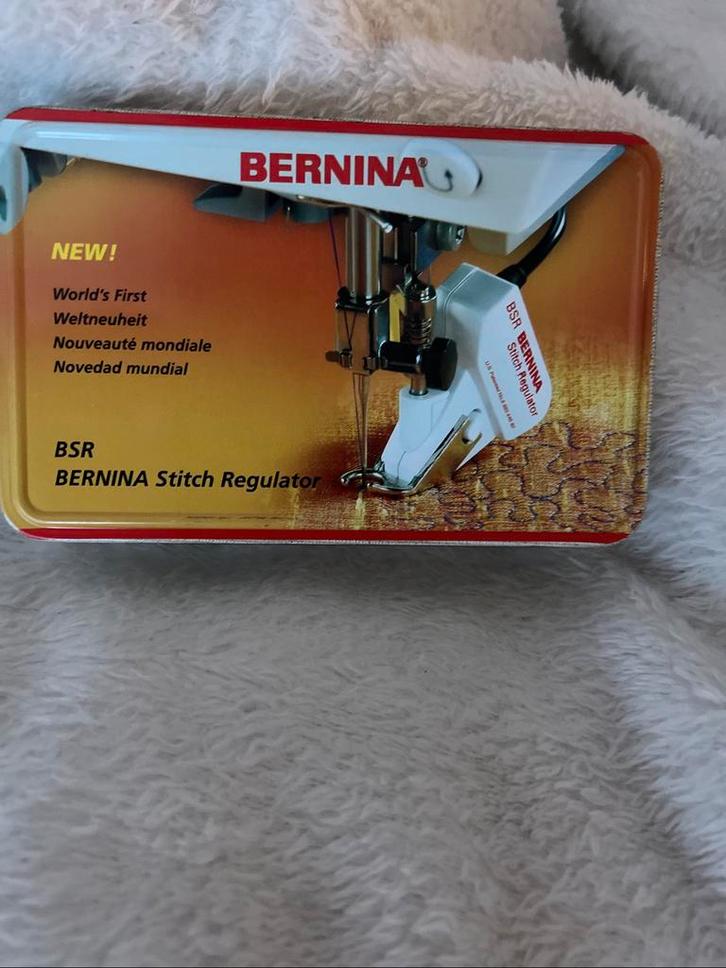 BERNINA®
NEW!
World's First
Weltneuheit
Nouveauté mondiale
Novedad mundial
BSR
BERNINA Stitch Regulator
BSR BERNINA
Stitch Regulator